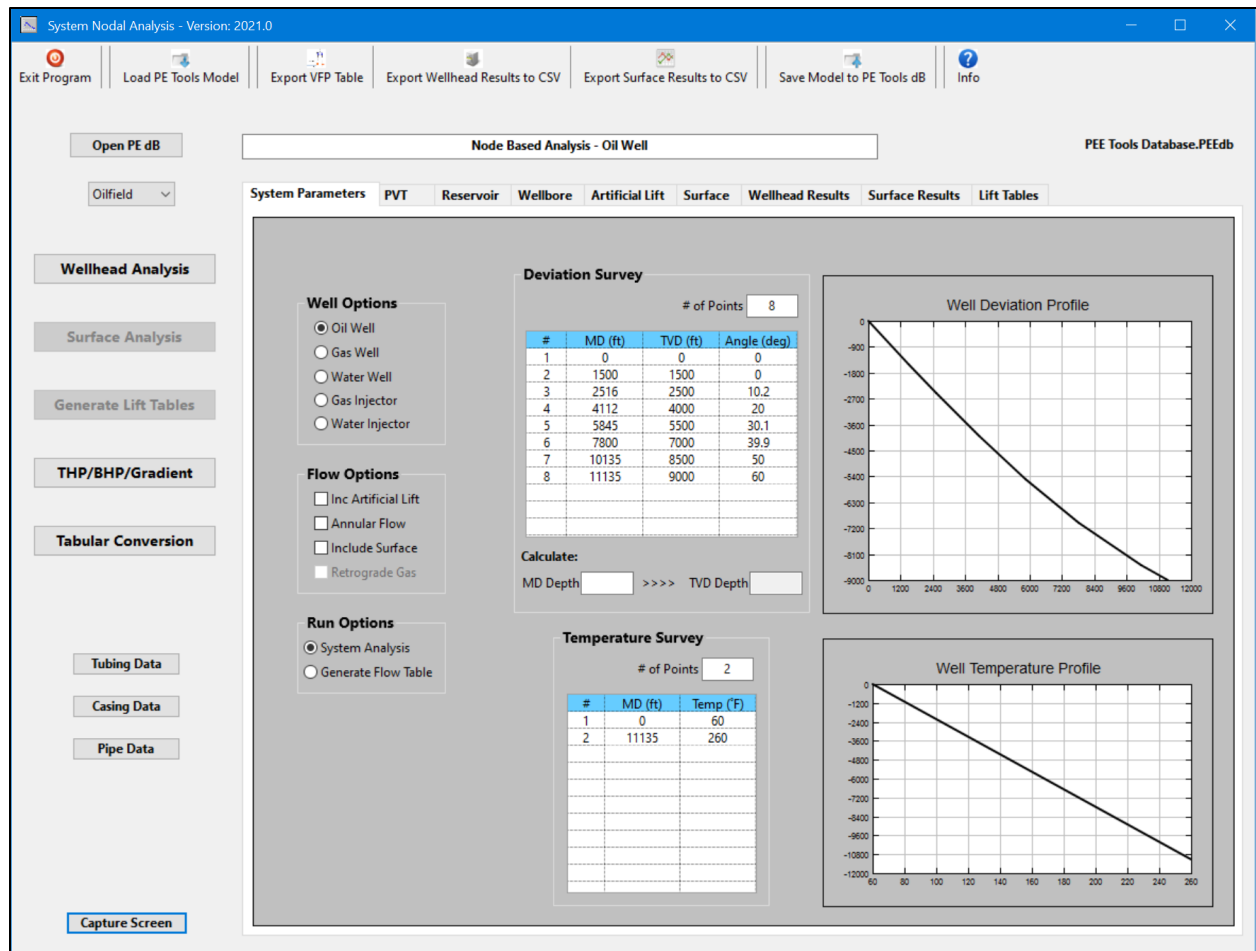 System Nodal Analysis - Version: 2021.0
Exit Program
Load PE Tools Model
Export VFP Table
Export Wellhead Results to CSV
Export Surface Results to CSV
Save Model to PE Tools dB
Info
Open PE dB
Node Based Analysis - Oil Well
PEE Tools Database.PEEdb
Oilfield
System Parameters PVT Reservoir Wellbore Artificial Lift Surface Wellhead Results Surface Results Lift Tables
Wellhead Analysis
Surface Analysis
Generate Lift Tables
THP/BHP/Gradient
Tabular Conversion
Tubing Data
Casing Data
Pipe Data
Capture Screen
Well Options
Oil Well
Gas Well
Water Well
Gas Injector
Water Injector
Flow Options
Inc Artificial Lift
Annular Flow
Include Surface
Retrograde Gas
Run Options
System Analysis
Generate Flow Table
Deviation Survey
# of Points 8
# MD (ft) TVD (ft) Angle (deg)
1 0 0 0
2 1500 1500 0
3 2516 2500 10.2
4 4112 4000 20
5 5845 5500 30.1
6 7800 7000 39.9
7 10135 8500 50
8 11135 9000 60
Calculate:
MD Depth >>>> TVD Depth
Temperature Survey
# of Points 2
# MD (ft) Temp (°F)
1 0 60
2 11135 260
Well Deviation Profile
0
-900
-1800
-2700
-3600
-4500
-5400
-6300
-7200
-8100
-9000
0 1200 2400 3600 4800 6000 7200 8400 9600 10800 12000
Well Temperature Profile
0
-1200
-2400
-3600
-4800
-6000
-7200
-8400
-9600
-10800
-12000
60 80 100 120 140 160 180 200 220 240 260